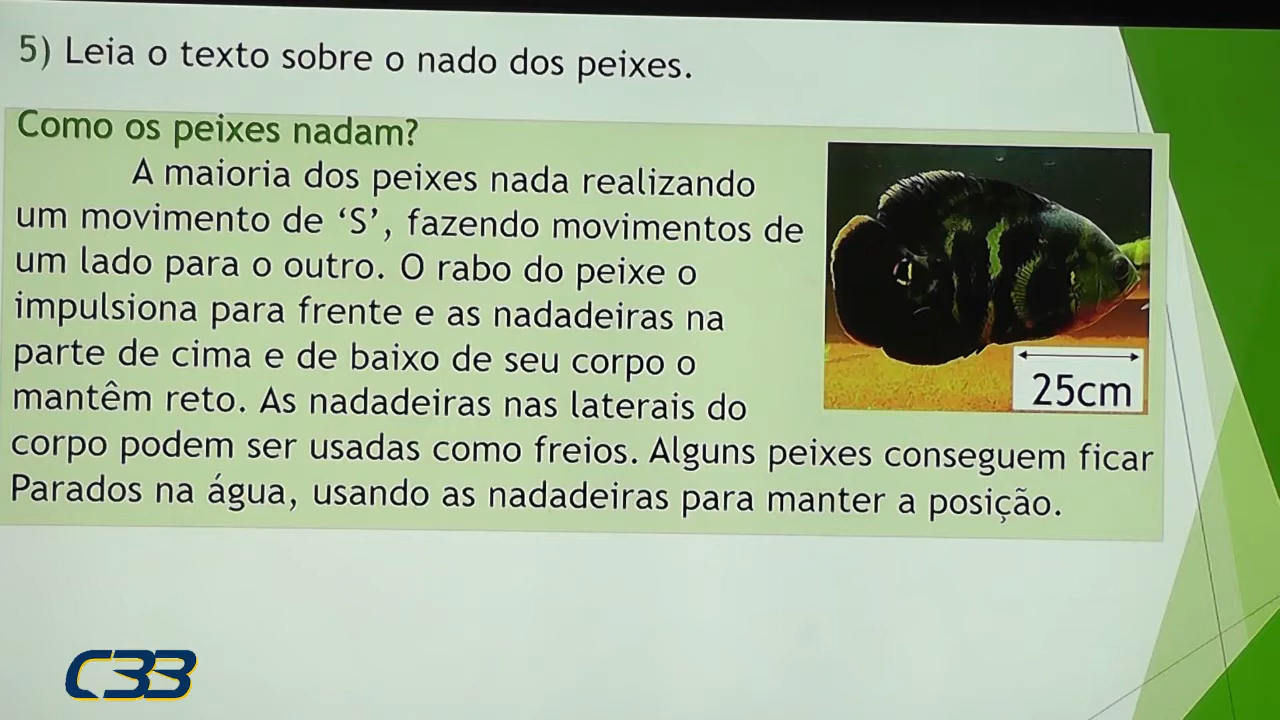 5) Leia o texto sobre o nado dos peixes.
Como os peixes nadam?
A maioria dos peixes nada realizando
um movimento de ‘S’, fazendo movimentos de
um lado para o outro. O rabo do peixe o
impulsiona para frente e as nadadeiras na
parte de cima e de baixo de seu corpo o
mantêm reto. As nadadeiras nas laterais do
corpo podem ser usadas como freios. Alguns peixes conseguem ficar
Parados na água, usando as nadadeiras para manter a posição.
25cm
C33